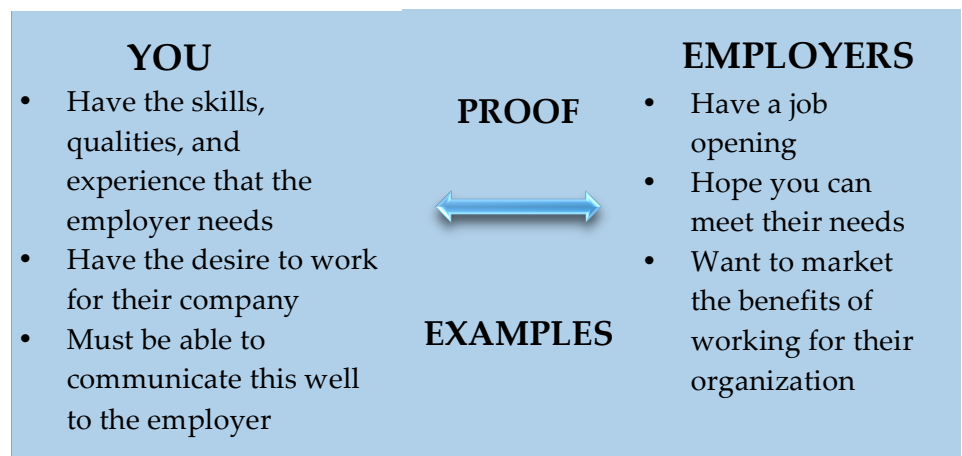 YOU
• Have the skills,
qualities, and
experience that the
employer needs
• Have the desire to work
for their company
• Must be able to
communicate this well
to the employer
PROOF
EXAMPLES
EMPLOYERS
• Have a job
opening
• Hope you can
meet their needs
• Want to market
the benefits of
working for their
organization